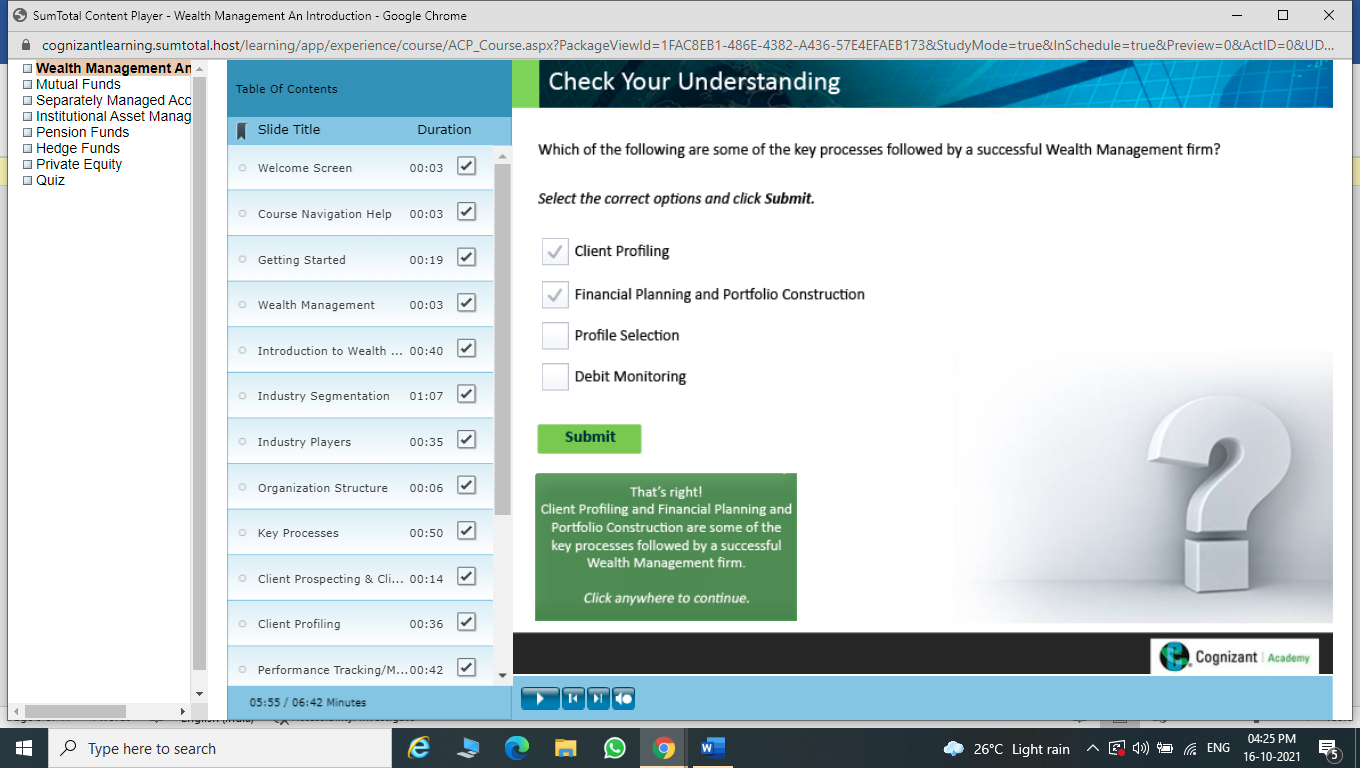 SumTotal Content Player - Wealth Management An Introduction - Google Chrome
cognizantlearning.sumtotal.host/learning/app/experience/course/ACP_Course.aspx?PackageViewId=1FAC8EB1-486E-4382-A436-57E4EFAEB173&StudyMode=true&InSchedule=true&Preview=0&ActID=0&UD...
Wealth Management An
Mutual Funds
Separately Managed Acc
Institutional Asset Manag
Pension Funds
Hedge Funds
Private Equity
Quiz
Table Of Contents
Slide Title Duration
Welcome Screen 00:03
Course Navigation Help 00:03
Getting Started 00:19
Wealth Management 00:03
Introduction to Wealth ... 00:40
Industry Segmentation 01:07
Industry Players 00:35
Organization Structure 00:06
Key Processes 00:50
Client Prospecting & Cli... 00:14
Client Profiling 00:36
Performance Tracking/M... 00:42
05:55 / 06:42 Minutes
Check Your Understanding
Which of the following are some of the key processes followed by a successful Wealth Management firm?
Select the correct options and click Submit.
Client Profiling
Financial Planning and Portfolio Construction
Profile Selection
Debit Monitoring
Submit
That's right!
Client Profiling and Financial Planning and
Portfolio Construction are some of the
key processes followed by a successful
Wealth Management firm.
Click anywhere to continue.
Cognizant | Academy
Type here to search
26°C Light rain
ENG
04:25 PM
16-10-2021
5